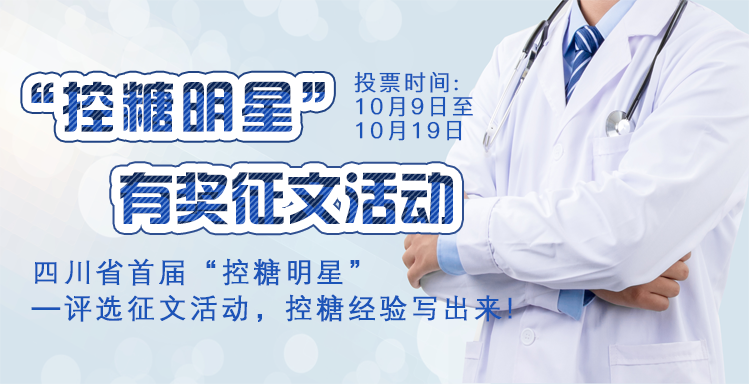 “控糖明星”
投票时间:
10月9日至
10月19日
有奖征文活动
四川省首届“控糖明星”
—评选征文活动，控糖经验写出来!